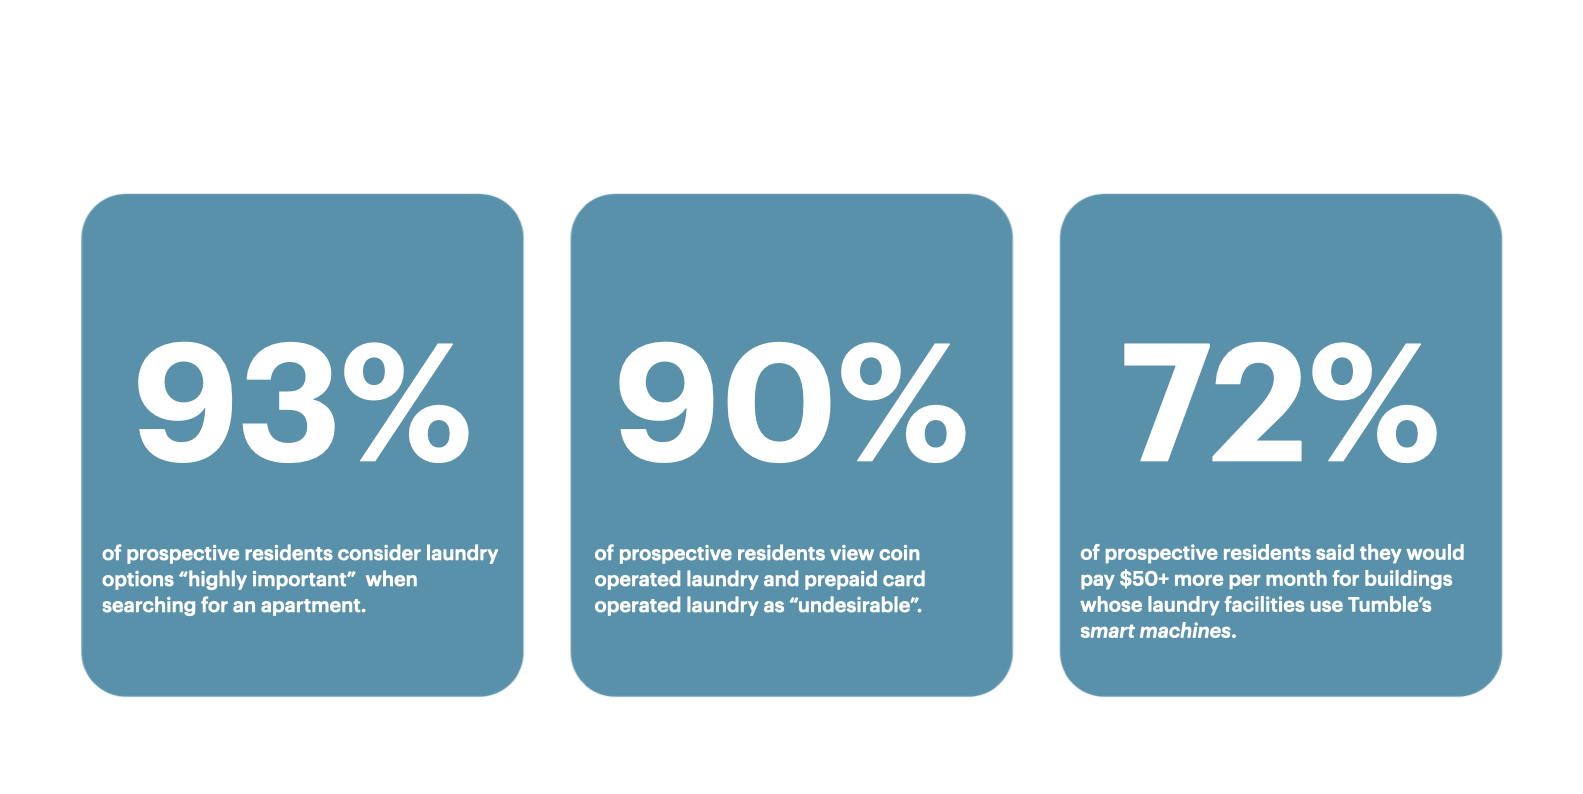 93%
of prospective residents consider laundry
options “highly important”  when
searching for an apartment.
90%
of prospective residents view coin
operated laundry and prepaid card
operated laundry as “undesirable”.
72%
of prospective residents said they would
pay $50+ more per month for buildings
whose laundry facilities use Tumble’s
smart machines.